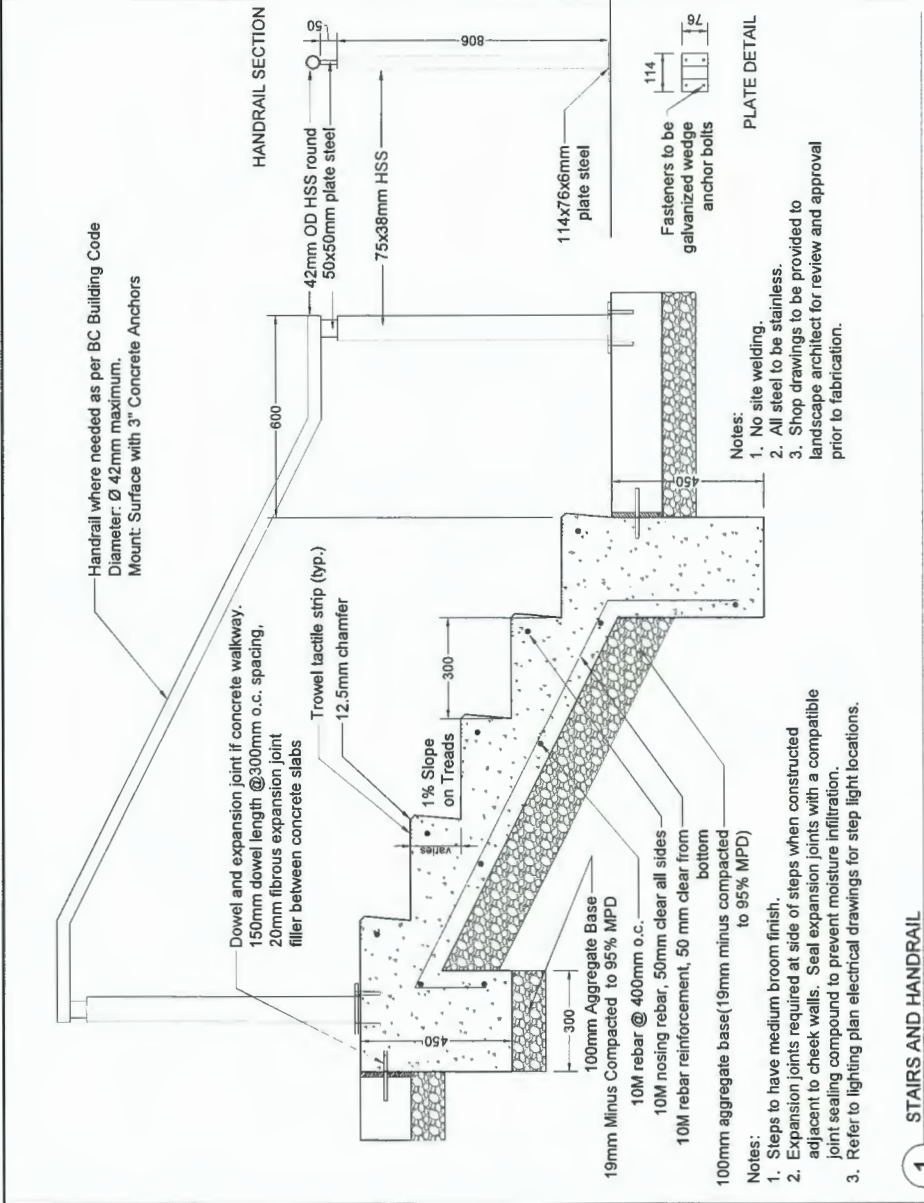 Handrail where needed as per BC Building Code
Diameter: Ø 42mm maximum.
Mount: Surface with 3" Concrete Anchors
HANDRAIL SECTION
50
908
600
42mm OD HSS round
50x50mm plate steel
75x38mm HSS
114x76x6mm
plate steel
Dowel and expansion joint if concrete walkway.
150mm dowel length @300mm o.c. spacing,
20mm fibrous expansion joint
filler between concrete slabs
Trowel tactile strip (typ.)
12.5mm chamfer
1% Slope
on Treads
varies
300
450
450
300
114
76
Fasteners to be
galvanized wedge
anchor bolts
PLATE DETAIL
100mm Aggregate Base
19mm Minus Compacted to 95% MPD
10M rebar @ 400mm o.c.
10M nosing rebar, 50mm clear all sides
10M rebar reinforcement, 50 mm clear from
bottom
100mm aggregate base(19mm minus compacted
to 95% MPD)
Notes:
1. Steps to have medium broom finish.
2. Expansion joints required at side of steps when constructed
adjacent to cheek walls. Seal expansion joints with a compatible
joint sealing compound to prevent moisture infiltration.
3. Refer to lighting plan electrical drawings for step light locations.
Notes:
1. No site welding.
2. All steel to be stainless.
3. Shop drawings to be provided to
landscape architect for review and approval
prior to fabrication.
1 STAIRS AND HANDRAIL